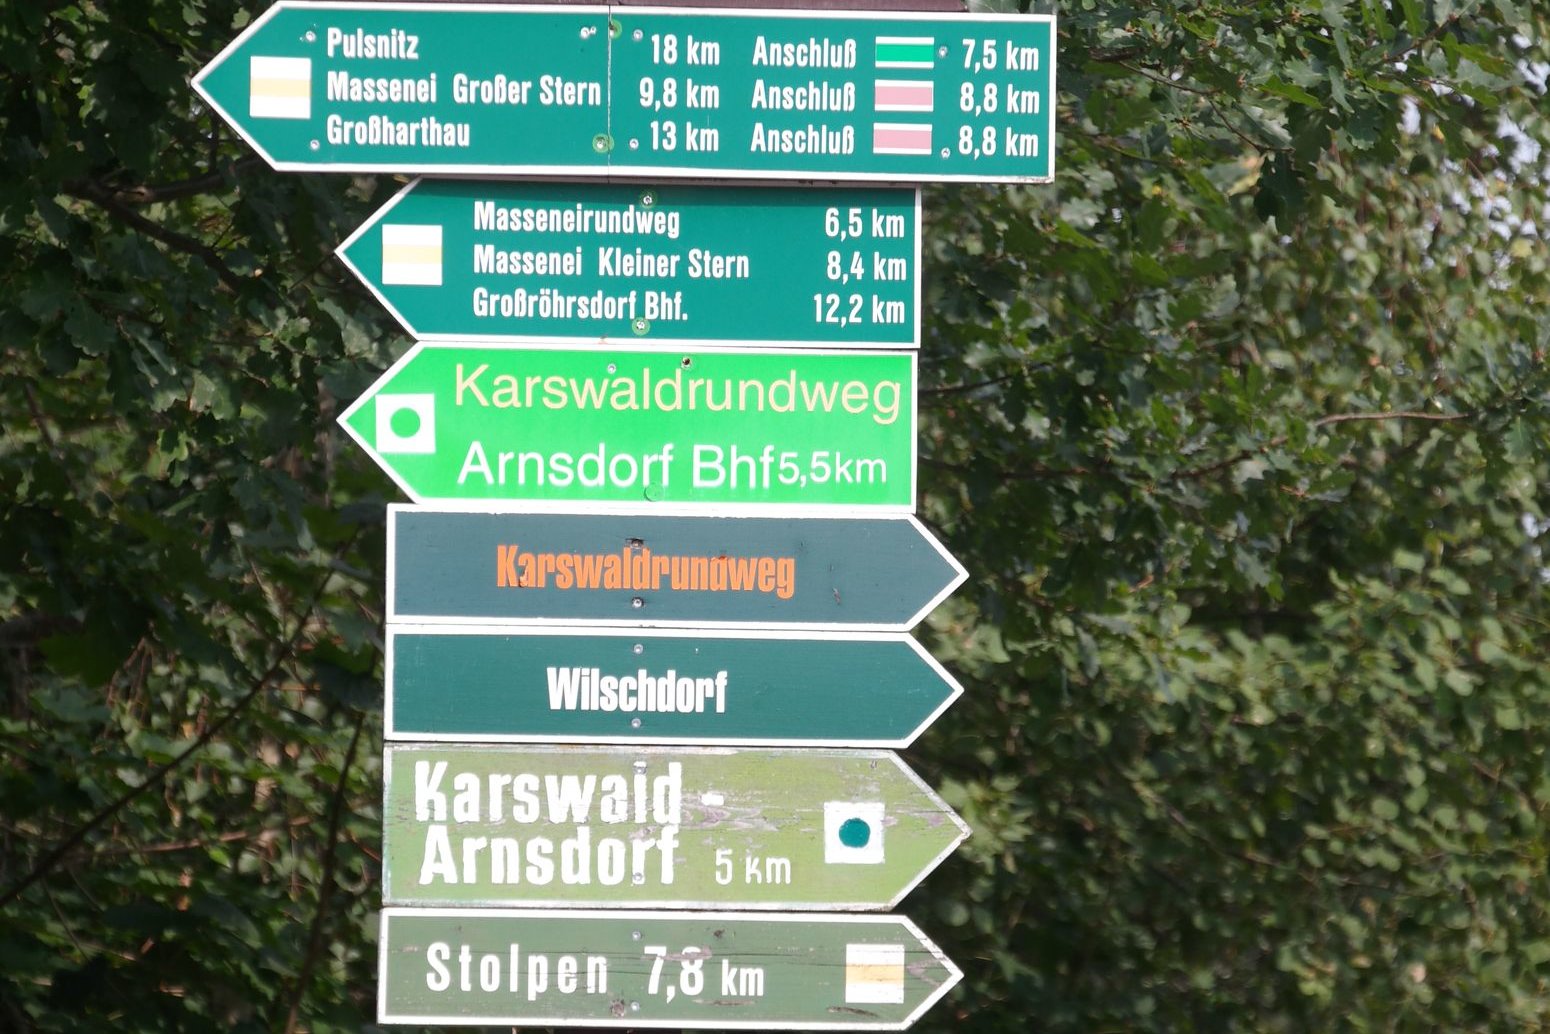 Pulsnitz 18 km Anschluß 7,5 km
Massenei Großer Stern 9,8 km Anschluß 8,8 km
Großharthau 13 km Anschluß 8,8 km
Masseneirundweg 6,5 km
Massenei Kleiner Stern 8,4 km
Großröhrsdorf Bhf. 12,2 km
Karswaldrundweg
Arnsdorf Bhf 5,5km
Karswaldrundweg
Wilschdorf
Karswald -
Arnsdorf 5 km
Stolpen 7,8 km